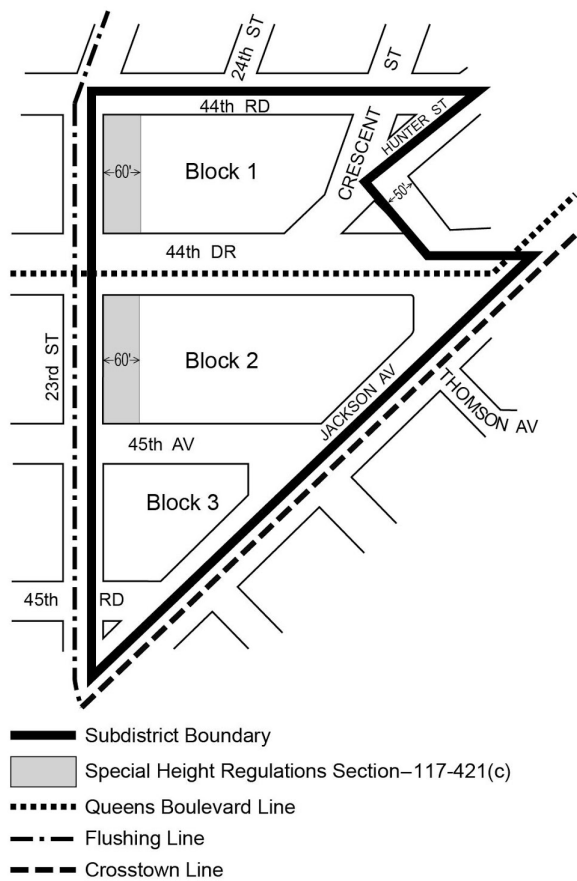 24th ST
ST
44th RD
HUNTER ST
CRESCENT
60'
Block 1
50'
44th DR
60'
Block 2
23rd ST
JACKSON AV
THOMSON AV
45th AV
Block 3
45th RD
Subdistrict Boundary
Special Height Regulations Section–117-421(c)
Queens Boulevard Line
Flushing Line
Crosstown Line